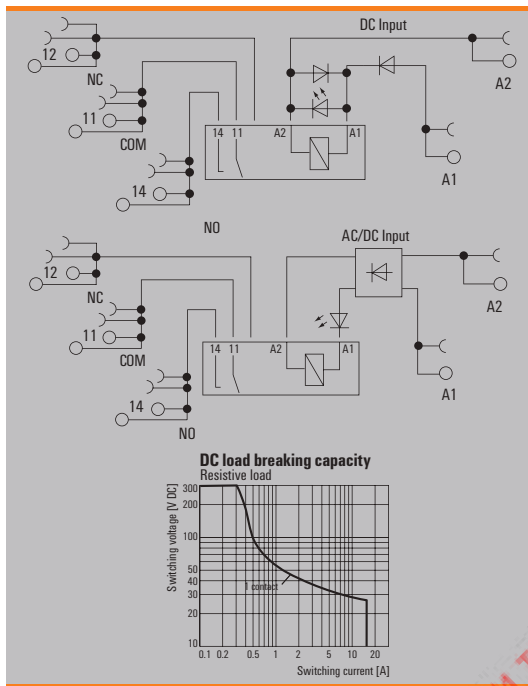 DC Input
12
NC
A2
11
COM
14 11 A2 A1
A1
14
NO
AC/DC Input
12
NC
A2
11
COM
14 11 A2 A1
A1
14
NO
DC load breaking capacity
Resistive load
Switching voltage [V DC]
300
200
100
50
40
30
20
10
1 contact
0.1 0.2 0.5 1 2 5 10 20
Switching current [A]